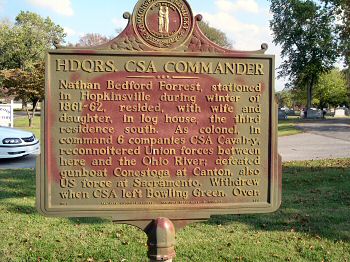 HDQRS. CSA COMMANDER
Nathan Bedford Forrest, stationed
in Hopkinsville during winter of
1861-62, resided, with wife and
daughter, in log house, the third
residence south. As colonel, in
command 6 companies CSA Cavalry,
reconnoitered Union forces between
here and the Ohio River; defeated
gunboat Conestoga at Canton, also
US force at Sacramento. Withdrew
when CSA left Bowling Green. Over.